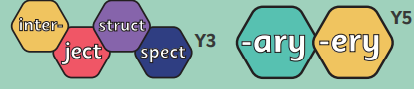 inter- struct Y3
ject spect
-ary -ery Y5